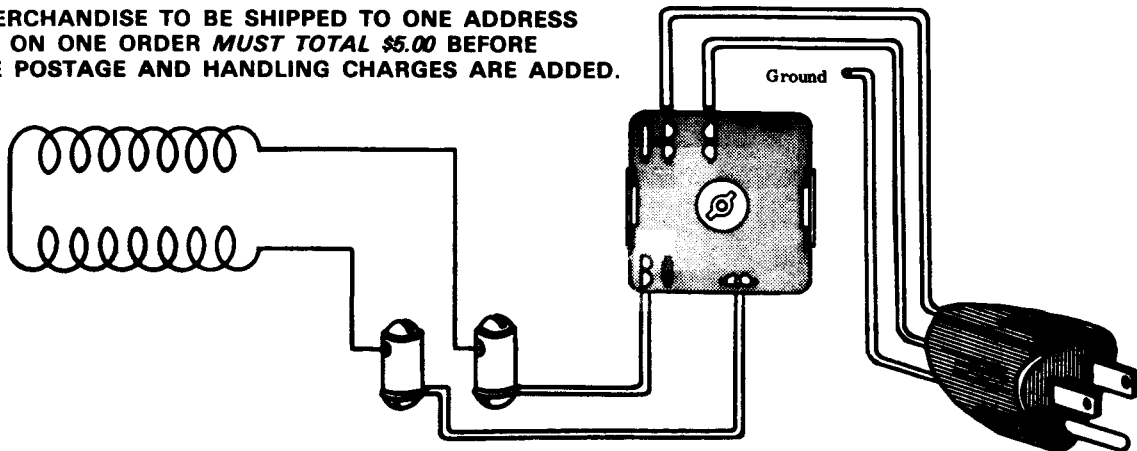 ERCHANDISE TO BE SHIPPED TO ONE ADDRESS
ON ONE ORDER MUST TOTAL $5.00 BEFORE
E POSTAGE AND HANDLING CHARGES ARE ADDED.
Ground